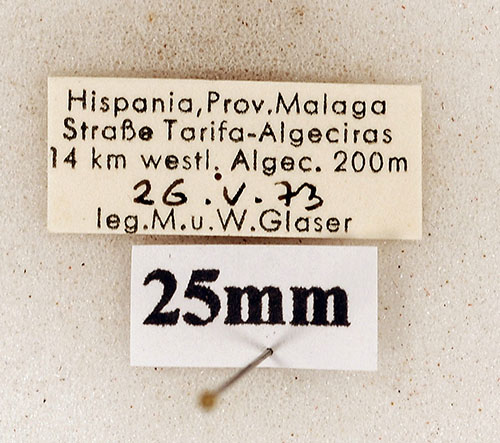 Hispania,Prov.Malaga
Straße Tarifa-Algeciras
14 km westl. Algec. 200m
26.V.73
leg.M.u.W.Glaser
25mm